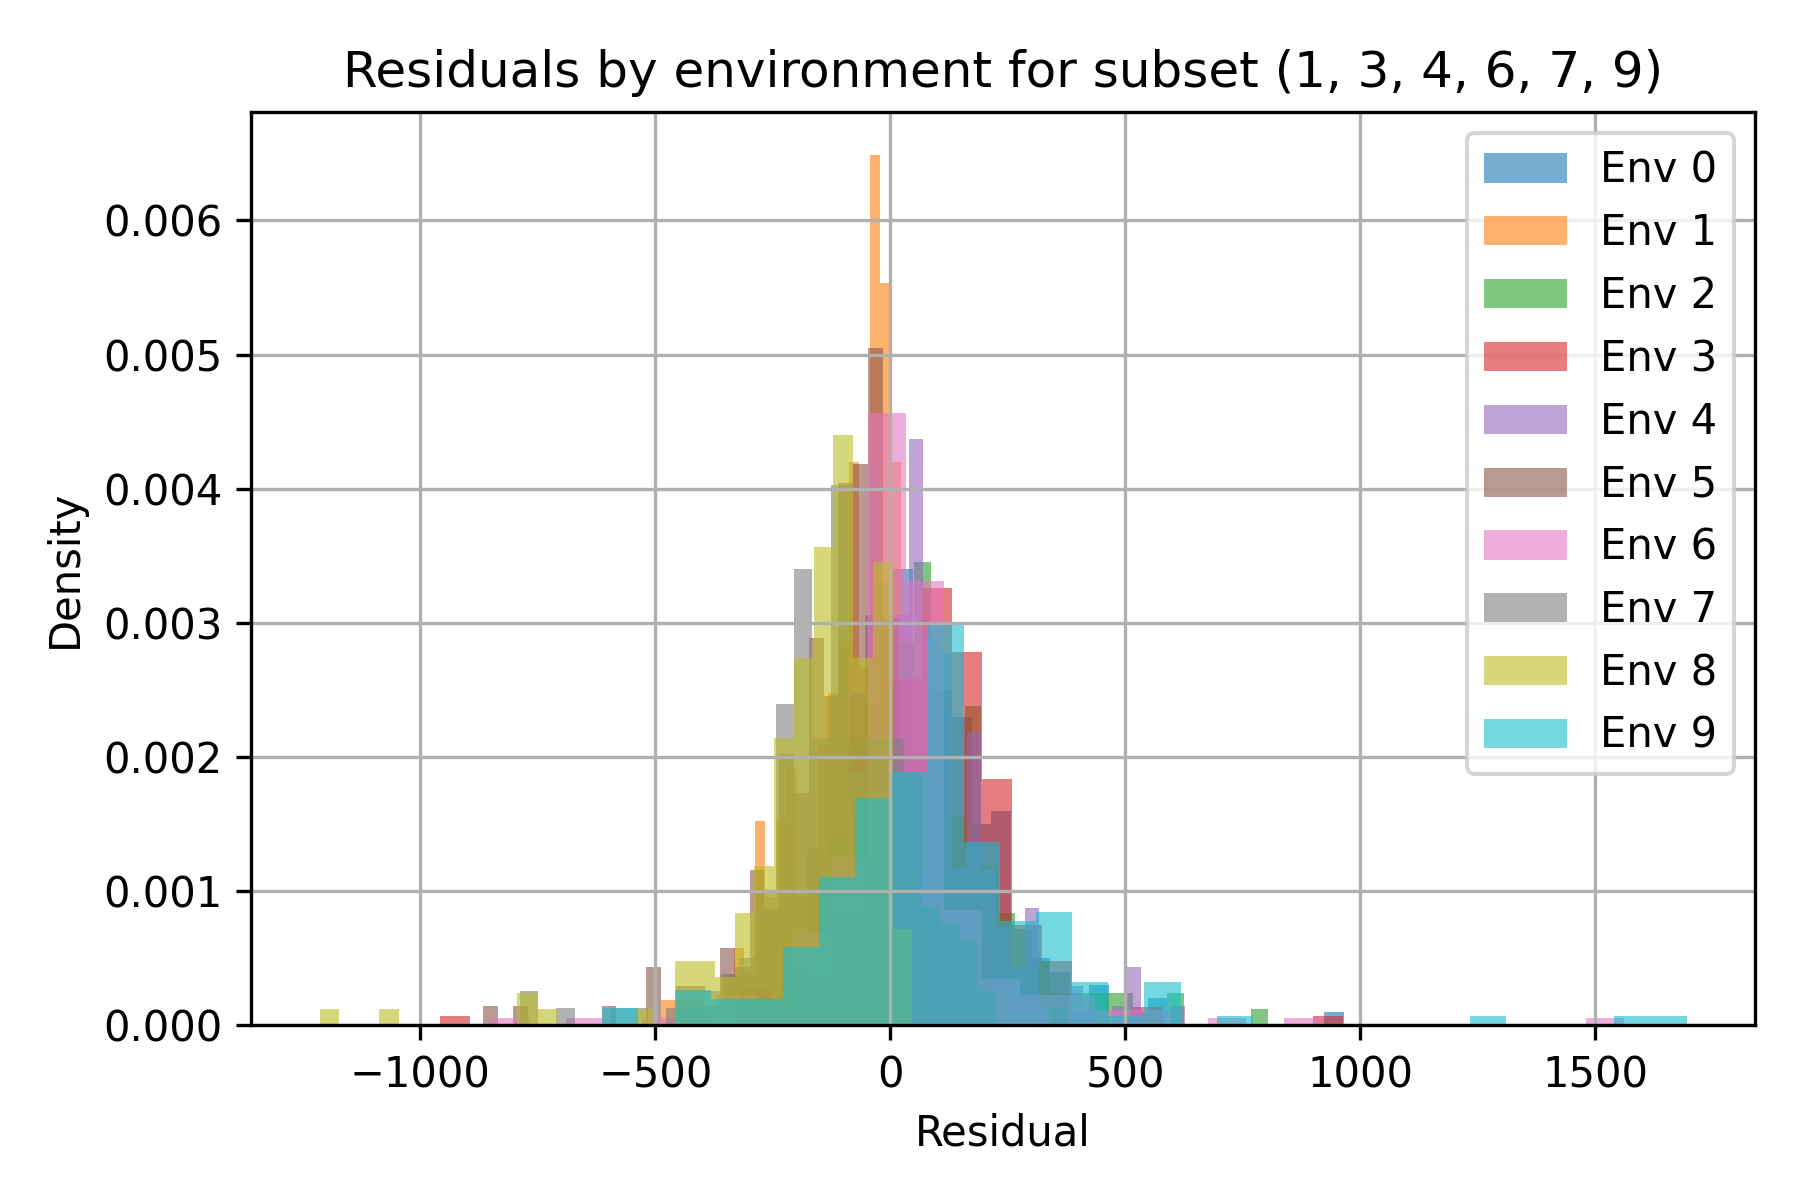 Residuals by environment for subset (1, 3, 4, 6, 7, 9)
Env 0
Env 1
Env 2
Env 3
Env 4
Env 5
Env 6
Env 7
Env 8
Env 9
0.006
0.005
0.004
0.003
0.002
0.001
0.000
Density
−1000 −500 0 500 1000 1500
Residual